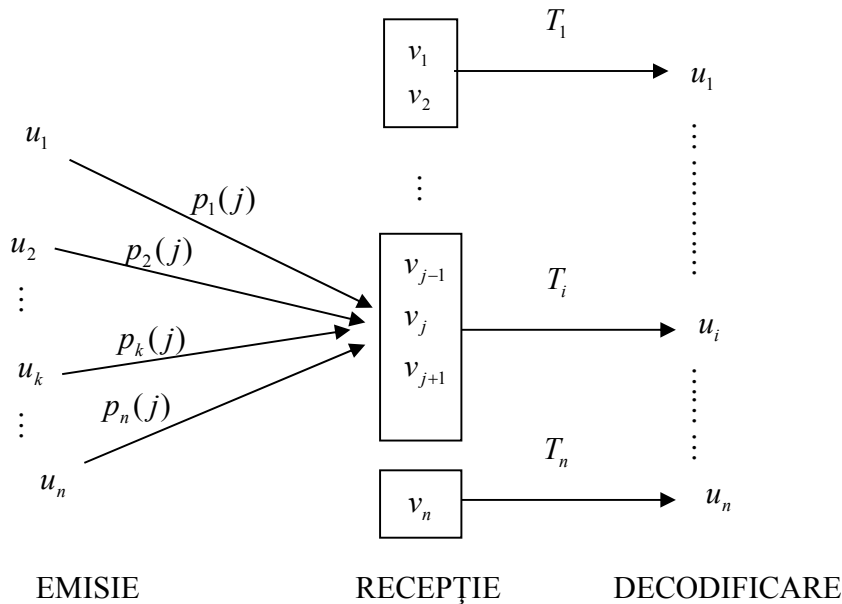 u₁
u₂
⋮
uₖ
⋮
uₙ
p₁(j)
p₂(j)
pₖ(j)
pₙ(j)
v₁
v₂
⋮
vⱼ₋₁
vⱼ
vⱼ₊₁
vₙ
T₁
Tᵢ
Tₙ
u₁
uᵢ
uₙ
EMISIE RECEPŢIE DECODIFICARE